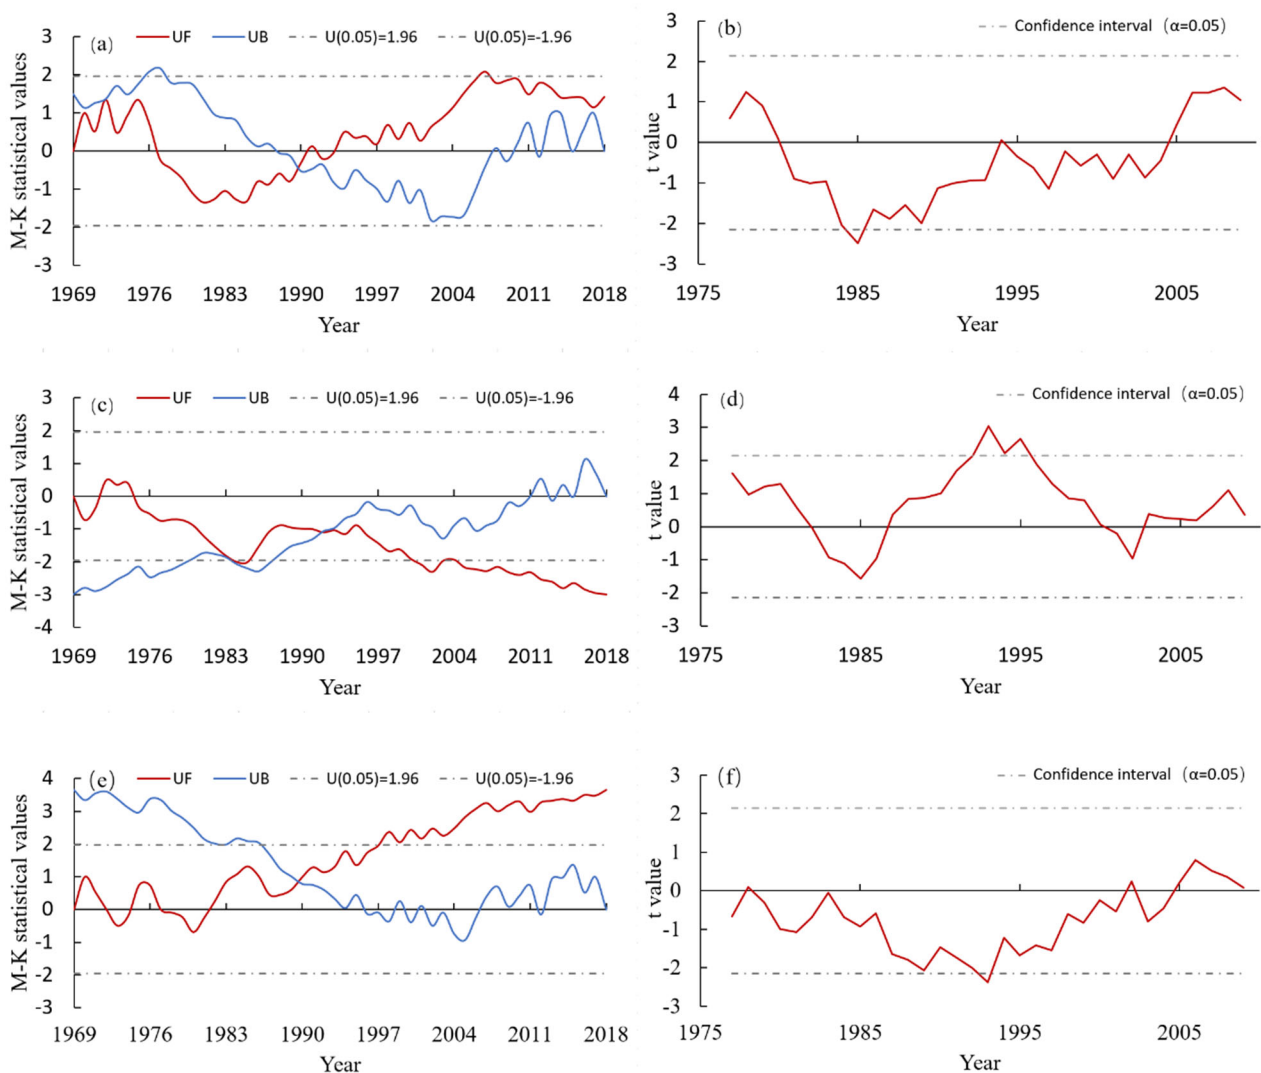 (a) UF UB U(0.05)=1.96 U(0.05)=-1.96
M-K statistical values
3
2
1
0
-1
-2
-3
1969 1976 1983 1990 1997 2004 2011 2018
Year
(b) Confidence interval (α=0.05)
t value
3
2
1
0
-1
-2
-3
1975 1985 1995 2005
Year
(c) UF UB U(0.05)=1.96 U(0.05)=-1.96
M-K statistical values
3
2
1
0
-1
-2
-3
-4
1969 1976 1983 1990 1997 2004 2011 2018
Year
(d) Confidence interval (α=0.05)
t value
4
3
2
1
0
-1
-2
-3
1975 1985 1995 2005
Year
(e) UF UB U(0.05)=1.96 U(0.05)=-1.96
M-K statistical values
4
3
2
1
0
-1
-2
-3
1969 1976 1983 1990 1997 2004 2011 2018
Year
(f) Confidence interval (α=0.05)
t value
3
2
1
0
-1
-2
-3
1975 1985 1995 2005
Year